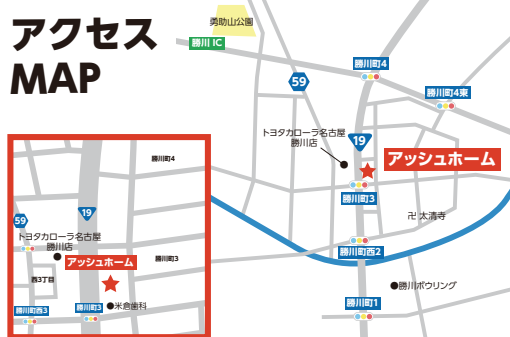 アクセス
MAP
勇助山公園
勝川 IC
59
勝川町4
勝川町4東
トヨタカローラ名古屋
勝川店
19
アッシュホーム
勝川町3
卍 太清寺
勝川町西2
勝川ボウリング
勝川町1
勝川町4
59
19
トヨタカローラ名古屋
勝川店
アッシュホーム
勝川町3
西3丁目
勝川町西3
勝川町3
米倉歯科